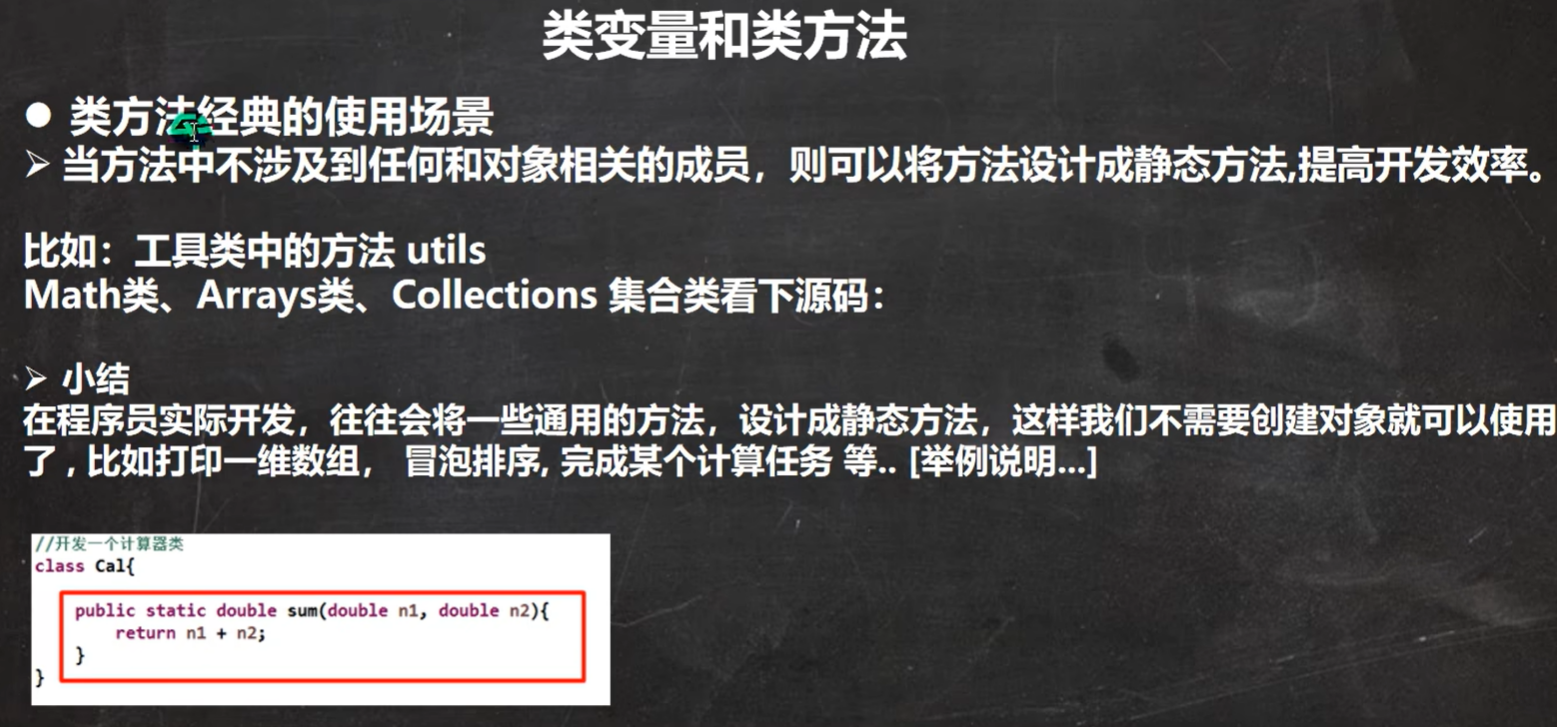 类变量和类方法
● 类方法经典的使用场景
➢ 当方法中不涉及到任何和对象相关的成员，则可以将方法设计成静态方法,提高开发效率。
比如：工具类中的方法 utils
Math类、Arrays类、Collections 集合类看下源码：
➢ 小结
在程序员实际开发，往往会将一些通用的方法，设计成静态方法，这样我们不需要创建对象就可以使用
了 , 比如打印一维数组， 冒泡排序, 完成某个计算任务 等.. [举例说明...]
//开发一个计算器类
class Cal{
public static double sum(double n1, double n2){
return n1 + n2;
}
}